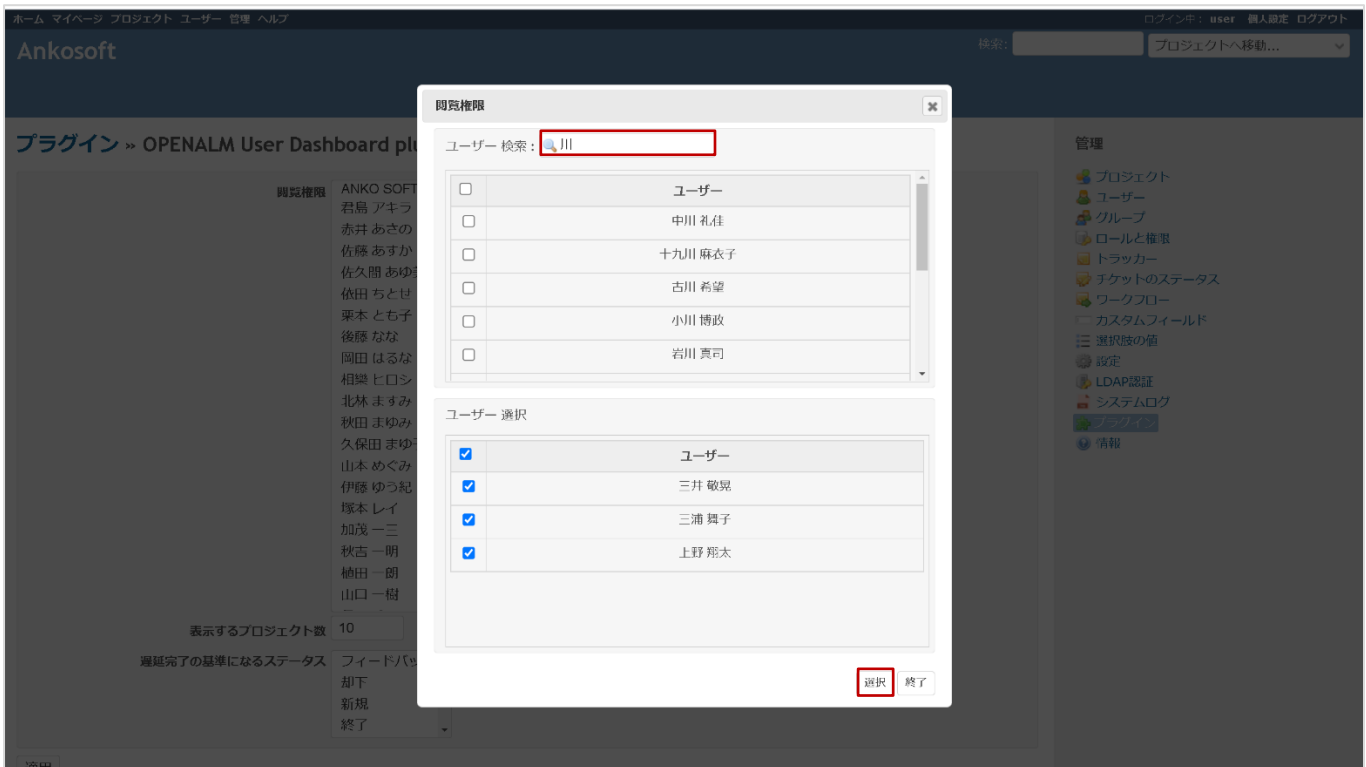 ホーム マイページ プロジェクト ユーザー 管理 ヘルプ
ログイン中： user 個人設定 ログアウト
Ankosoft
検索:
プロジェクトへ移動...
閲覧権限
プラグイン » OPENALM User Dashboard plu
ユーザー 検索 : 川
管理
閲覧権限
ANKO SOFT
君島 アキラ
赤井 あさの
佐藤 あすか
佐久間 あゆ
依田 ちとせ
栗本 とも子
後藤 なな
岡田 はるな
相樂 ヒロシ
北林 ますみ
秋田 まゆみ
久保田 まゆ
山本 めぐみ
伊藤 ゆう紀
塚本 レイ
加茂 一三
秋吉 一明
植田 一朗
山口 一樹
ユーザー
中川 礼佳
十九川 麻衣子
古川 希望
小川 博政
岩川 真司
ユーザー 選択
ユーザー
三井 敏晃
三浦 舞子
上野 翔太
プロジェクト
ユーザー
グループ
ロールと権限
トラッカー
チケットのステータス
ワークフロー
カスタムフィールド
選択肢の値
設定
LDAP認証
システムログ
プラグイン
情報
表示するプロジェクト数 10
遅延完了の基準になるステータス
フィードバッ
却下
新規
終了
選択 終了
適用